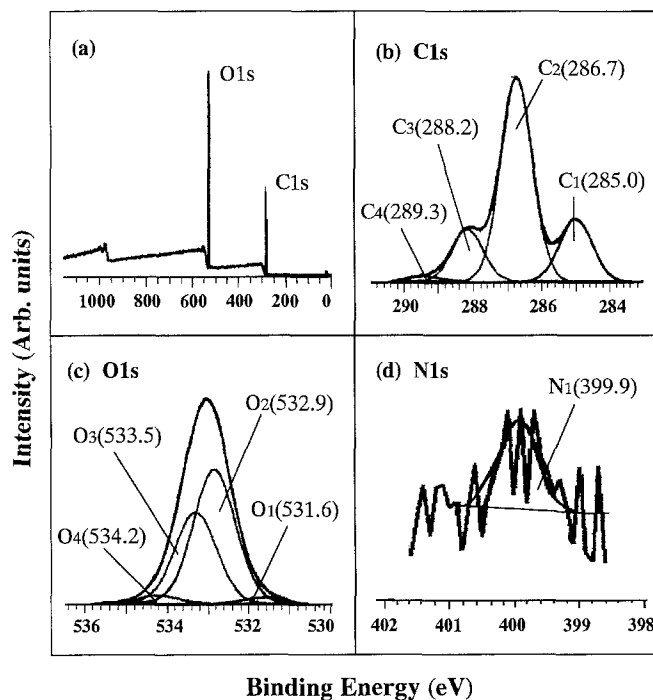 (a)
O1s
C1s
1000 800 600 400 200 0
(b) C1s
C2(286.7)
C3(288.2)
C1(285.0)
C4(289.3)
290 288 286 284
(c) O1s
O2(532.9)
O3(533.5)
O1(531.6)
O4(534.2)
536 534 532 530
(d) N1s
N1(399.9)
402 401 400 399 398
Intensity (Arb. units)
Binding Energy (eV)